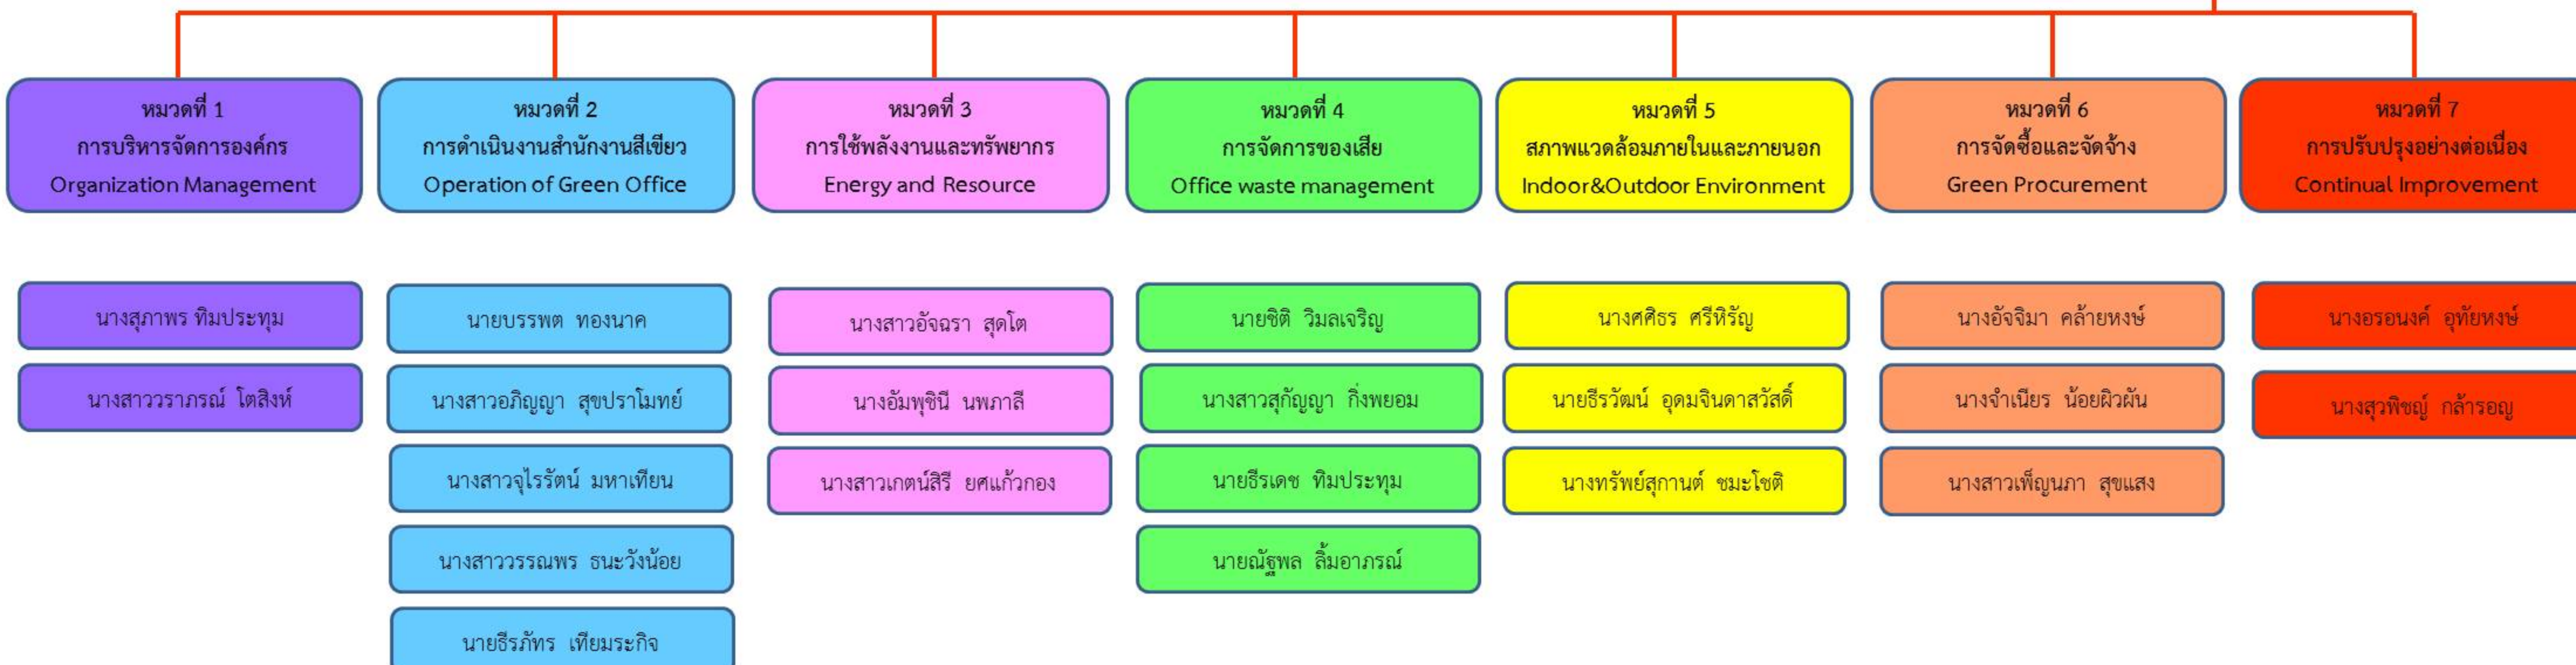 หมวดที่ 1
การบริหารจัดการองค์กร
Organization Management
หมวดที่ 2
การดำเนินงานสำนักงานสีเขียว
Operation of Green Office
หมวดที่ 3
การใช้พลังงานและทรัพยากร
Energy and Resource
หมวดที่ 4
การจัดการของเสีย
Office waste management
หมวดที่ 5
สภาพแวดล้อมภายในและภายนอก
Indoor&Outdoor Environment
หมวดที่ 6
การจัดซื้อและจัดจ้าง
Green Procurement
หมวดที่ 7
การปรับปรุงอย่างต่อเนื่อง
Continual Improvement
นางสุภาพร ทิมประทุม
นางสาววราภรณ์ โตสิงห์
นายบรรพต ทองนาค
นางสาวอภิญญา สุขปราโมทย์
นางสาวจุไรรัตน์ มหาเทียน
นางสาววรรณพร ธนะวังน้อย
นายธีรภัทร เทียมระกิจ
นางสาวอัจฉรา สุดโต
นางอัมพุชินี นพภาลี
นางสาวเกตน์สิรี ยศแก้วกอง
นายชิติ วิมลเจริญ
นางสาวสุกัญญา กิ่งพยอม
นายธีรเดช ทิมประทุม
นายณัฐพล ลิ้มอาภรณ์
นางศศิธร ศรีหิรัญ
นายธีรวัฒน์ อุดมจินดาสวัสดิ์
นางทรัพย์สุกานต์ ชมะโชติ
นางอัจจิมา คล้ายหงษ์
นางจำเนียร น้อยผิวผัน
นางสาวเพ็ญนภา สุขแสง
นางอรอนงค์ อุทัยหงษ์
นางสุวพิชญ์ กล้ารอญ